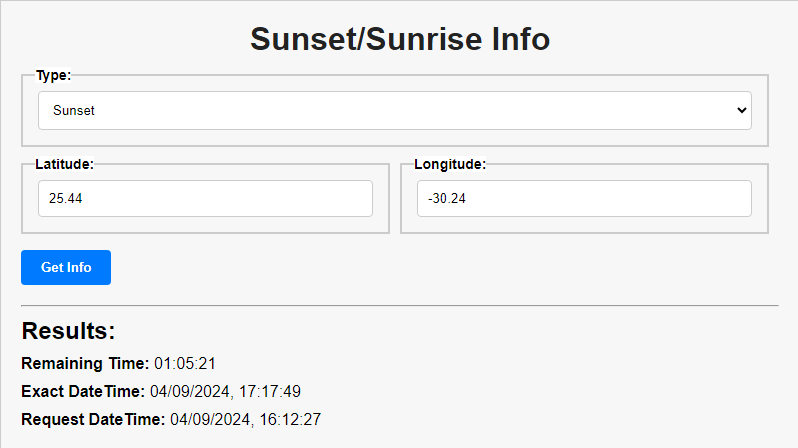 Sunset/Sunrise Info
Type:
Sunset
Latitude: Longitude:
25.44 -30.24
Get Info
Results:
Remaining Time: 01:05:21
Exact DateTime: 04/09/2024, 17:17:49
Request DateTime: 04/09/2024, 16:12:27